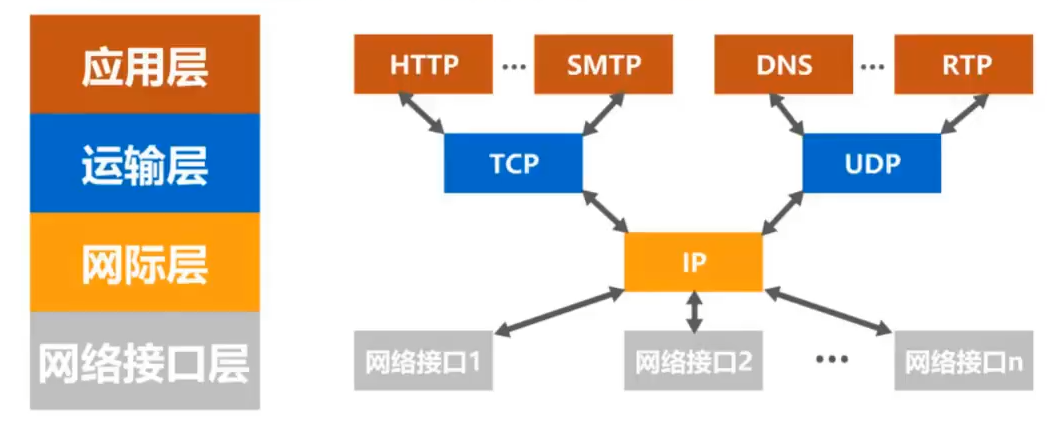 应用层
运输层
网际层
网络接口层
HTTP ··· SMTP DNS ··· RTP
TCP UDP
IP
网络接口1 网络接口2 ··· 网络接口n